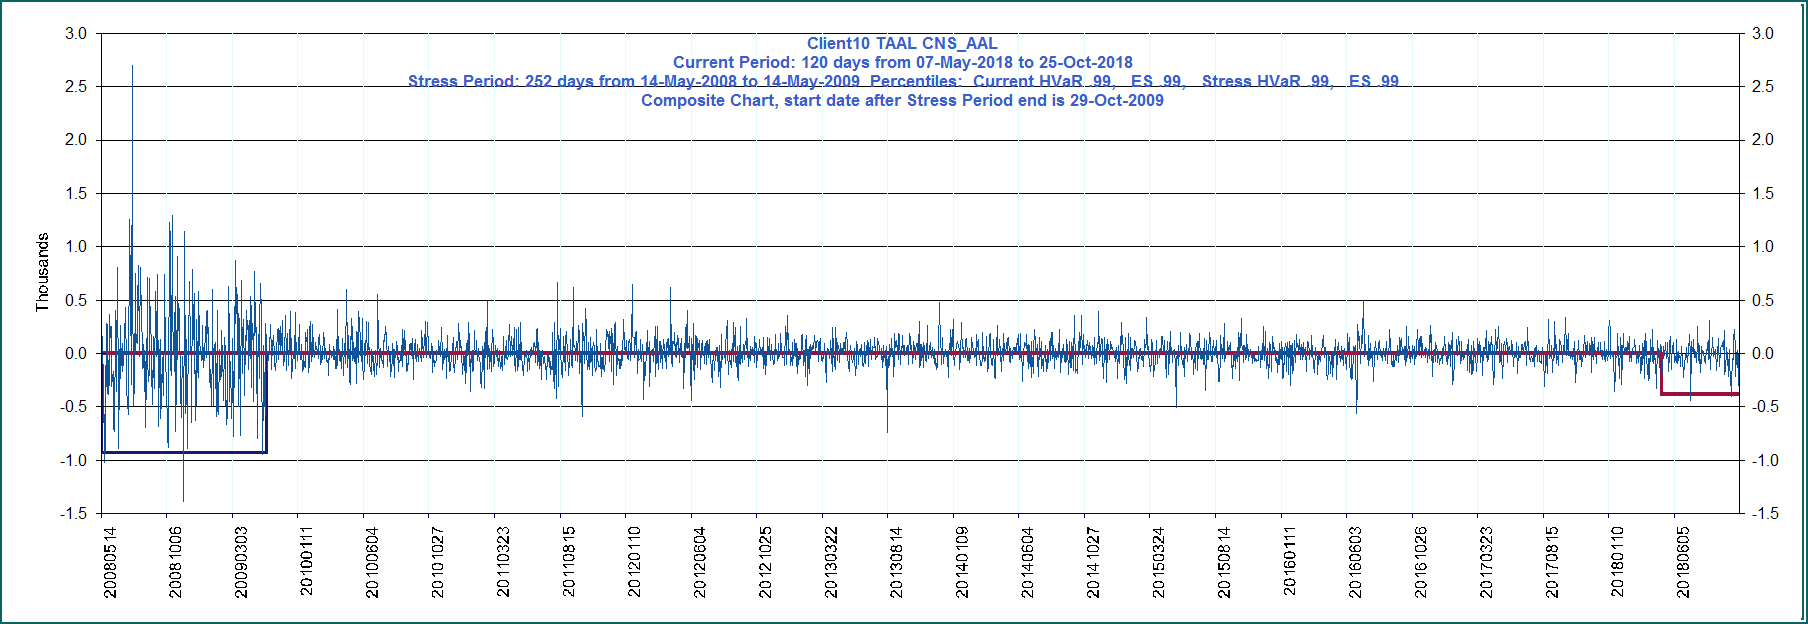 Client10 TAAL CNS_AAL
Current Period: 120 days from 07-May-2018 to 25-Oct-2018
Stress Period: 252 days from 14-May-2008 to 14-May-2009 Percentiles: Current HVaR .99, ES .99, Stress HVaR .99, ES .99
Composite Chart, start date after Stress Period end is 29-Oct-2009
Thousands
3.0 3.0
2.5 2.5
2.0 2.0
1.5 1.5
1.0 1.0
0.5 0.5
0.0 0.0
-0.5 -0.5
-1.0 -1.0
-1.5 -1.5
20080514 20081006 20090303 20100111 20100604 20101027 20110323 20110815 20120110 20120604 20121025 20130322 20130814 20140109 20140604 20141027 20150324 20150814 20160111 20160603 20161026 20170323 20170815 20180110 20180605